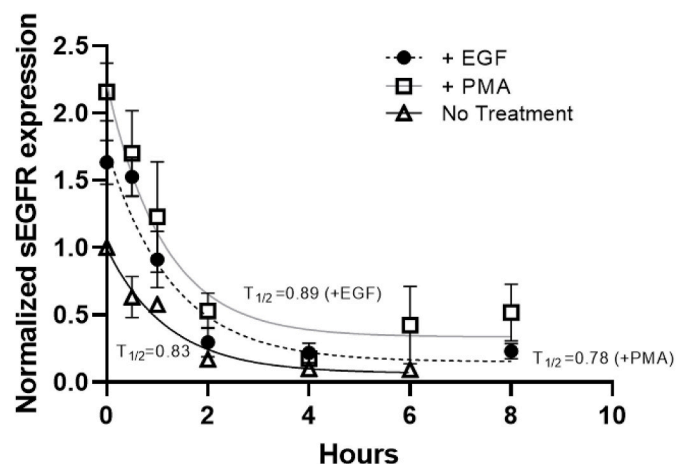 Normalized sEGFR expression
2.5
2.0
1.5
1.0
0.5
0.0
+ EGF
+ PMA
No Treatment
T1/2=0.89 (+EGF)
T1/2=0.83
T1/2=0.78 (+PMA)
0 2 4 6 8 10
Hours